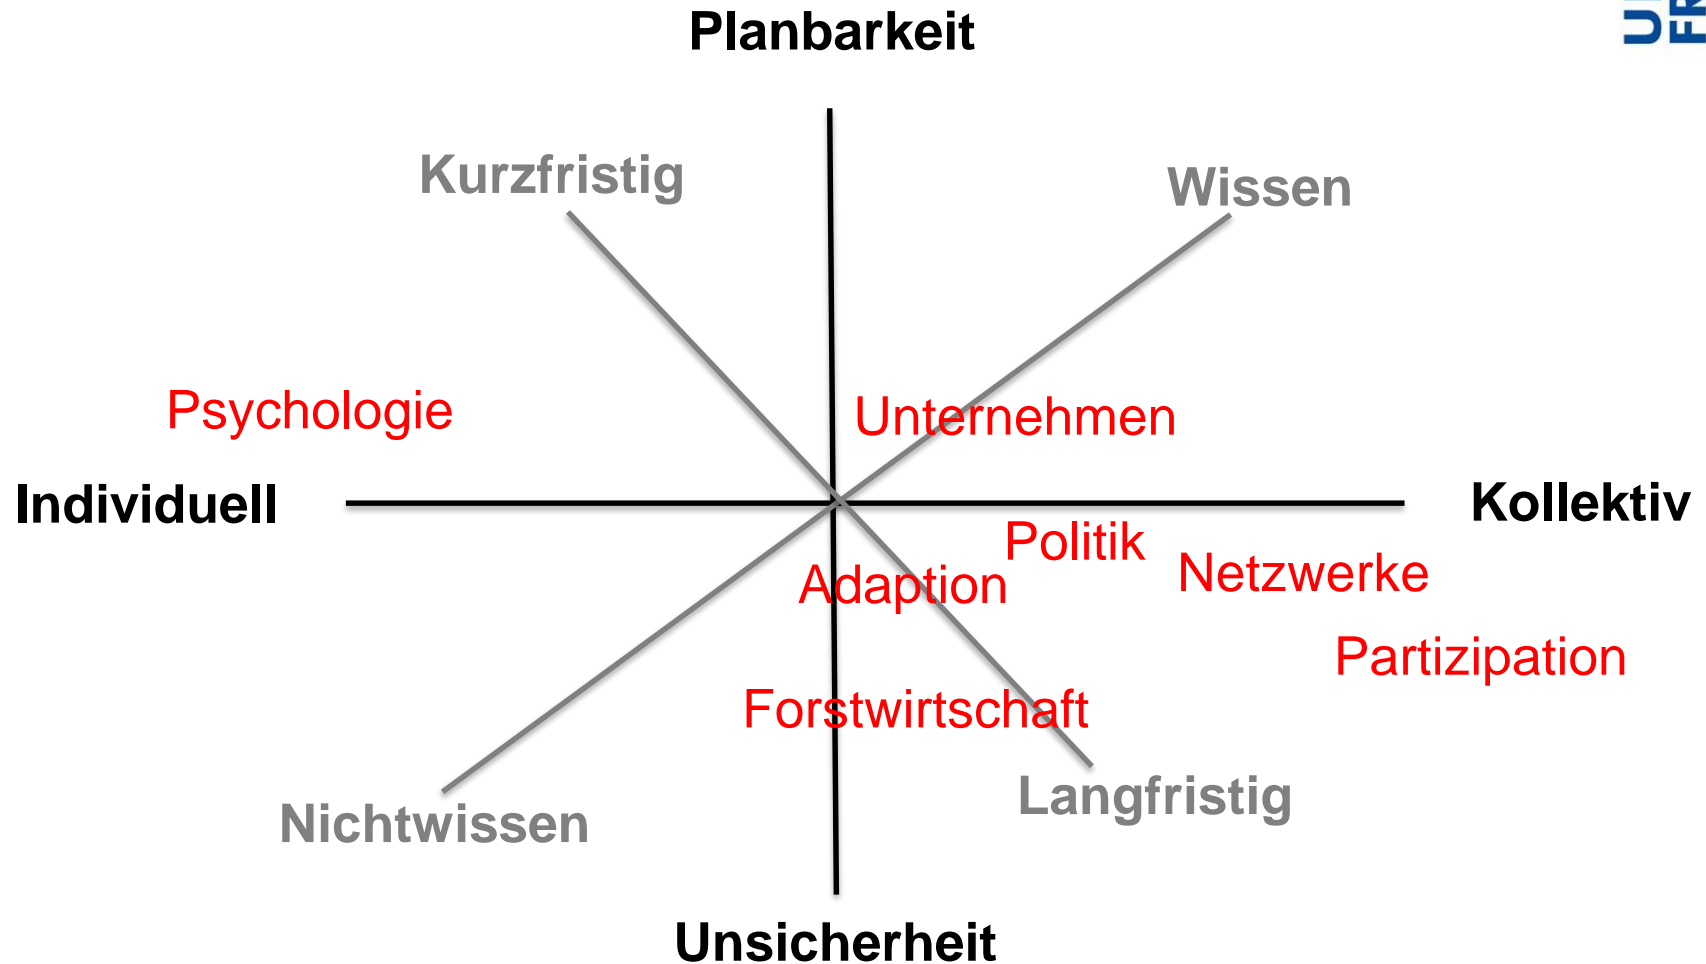 Planbarkeit
Kurzfristig
Wissen
Psychologie
Unternehmen
Individuell
Kollektiv
Politik
Adaption
Netzwerke
Partizipation
Forstwirtschaft
Langfristig
Nichtwissen
Unsicherheit